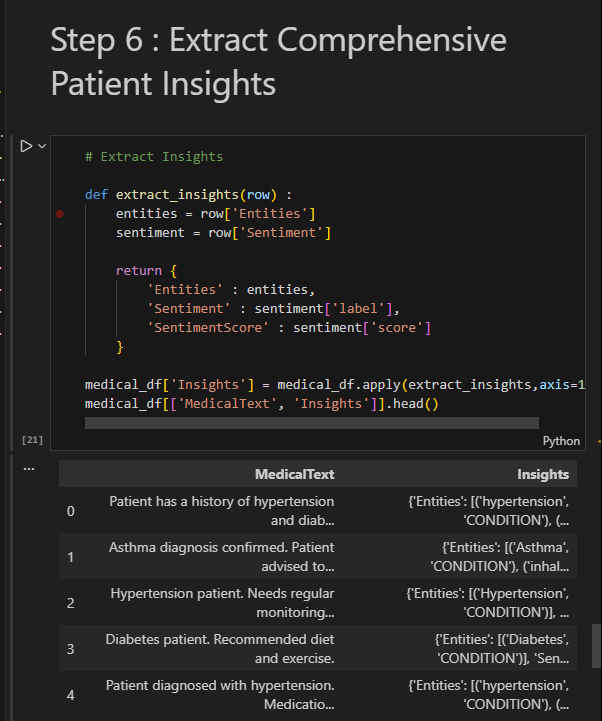 Step 6 : Extract Comprehensive
Patient Insights
# Extract Insights
def extract_insights(row) :
entities = row['Entities']
sentiment = row['Sentiment']
return {
'Entities' : entities,
'Sentiment' : sentiment['label'],
'SentimentScore' : sentiment['score']
}
medical_df['Insights'] = medical_df.apply(extract_insights,axis=1
medical_df[['MedicalText', 'Insights']].head()
[21]
Python
...
MedicalText Insights
0 Patient has a history of hypertension and diab... {'Entities': [('hypertension', 'CONDITION'), (...
1 Asthma diagnosis confirmed. Patient advised to... {'Entities': [('Asthma', 'CONDITION'), ('inhal...
2 Hypertension patient. Needs regular monitoring... {'Entities': [('Hypertension', 'CONDITION')], ...
3 Diabetes patient. Recommended diet and exercise. {'Entities': [('Diabetes', 'CONDITION')], 'Sen...
4 Patient diagnosed with hypertension. Medicatio... {'Entities': [('hypertension', 'CONDITION'), (...